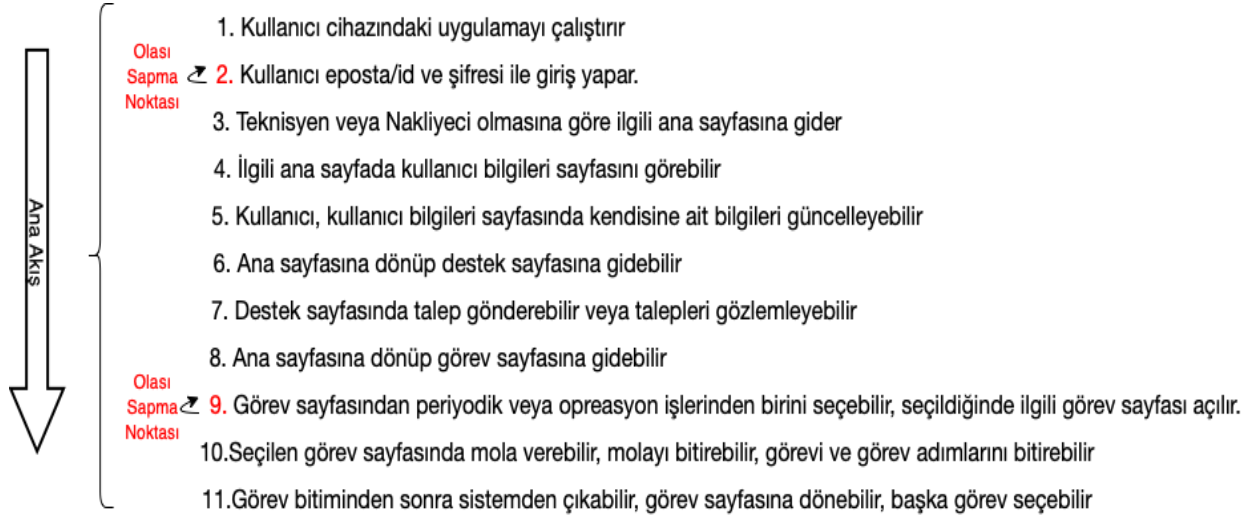 1. Kullanıcı cihazındaki uygulamayı çalıştırır
Olası
Sapma
Noktası
2. Kullanıcı eposta/id ve şifresi ile giriş yapar.
3. Teknisyen veya Nakliyeci olmasına göre ilgili ana sayfasına gider
4. İlgili ana sayfada kullanıcı bilgileri sayfasını görebilir
Ana Akış
5. Kullanıcı, kullanıcı bilgileri sayfasında kendisine ait bilgileri güncelleyebilir
6. Ana sayfasına dönüp destek sayfasına gidebilir
7. Destek sayfasında talep gönderebilir veya talepleri gözlemleyebilir
8. Ana sayfasına dönüp görev sayfasına gidebilir
Olası
Sapma
Noktası
9. Görev sayfasından periyodik veya opreasyon işlerinden birini seçebilir, seçildiğinde ilgili görev sayfası açılır.
10.Seçilen görev sayfasında mola verebilir, molayı bitirebilir, görevi ve görev adımlarını bitirebilir
11.Görev bitiminden sonra sistemden çıkabilir, görev sayfasına dönebilir, başka görev seçebilir